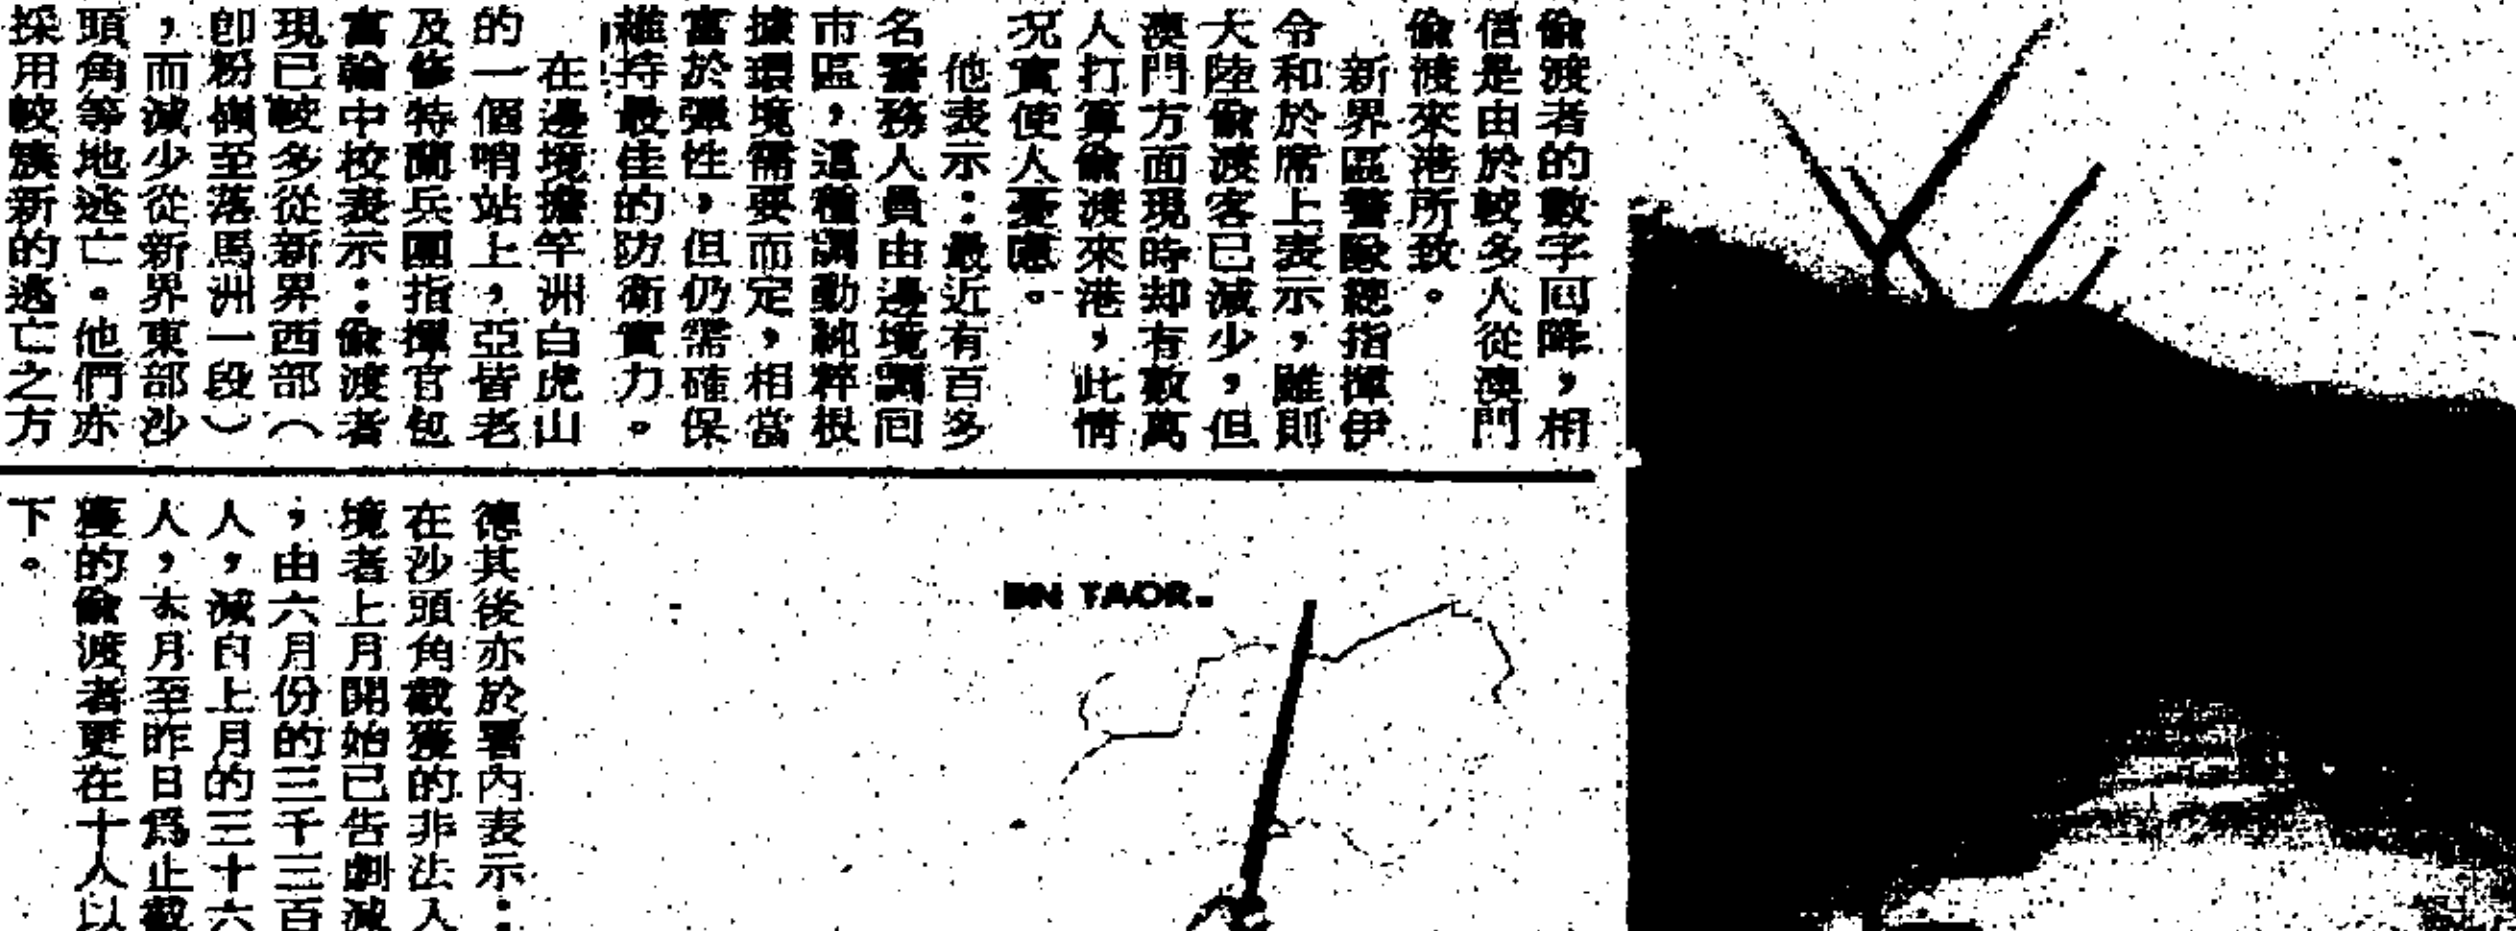 偷渡者的數字回降，相
信是由於較多人從澳門
偷渡來港所致。
新界區警隊總指揮伊
令和於席上表示，雖則
大陸偷渡客已減少，但
澳門方面現時却有數萬
人打算偷渡來港，此情
況實使人憂慮。
他表示：最近有百多
名警務人員由邊境調回
市區，這種調動純粹根
據環境需要而定，相當
富於彈性，但仍需確保
維持最佳的防衛實力。
在邊境擔竿洲白虎山
的一個哨站上，亞皆老
及修特蘭兵團指揮官包
富輪中校表示：偷渡者
現已較多從新界西部（
卽粉嶺至落馬洲一段）
，而減少從新界東部沙
頭角等地逃亡。他們亦
採用較簇新的逃亡之方
德其後亦於署內表示：
在沙頭角截獲的非法入
境者上月開始已告劇減
，由六月份的三千三百
人，減自上月的三十六
人，本月至昨日爲止截
獲的偷渡者更在十人以
下。
BN TAOR.